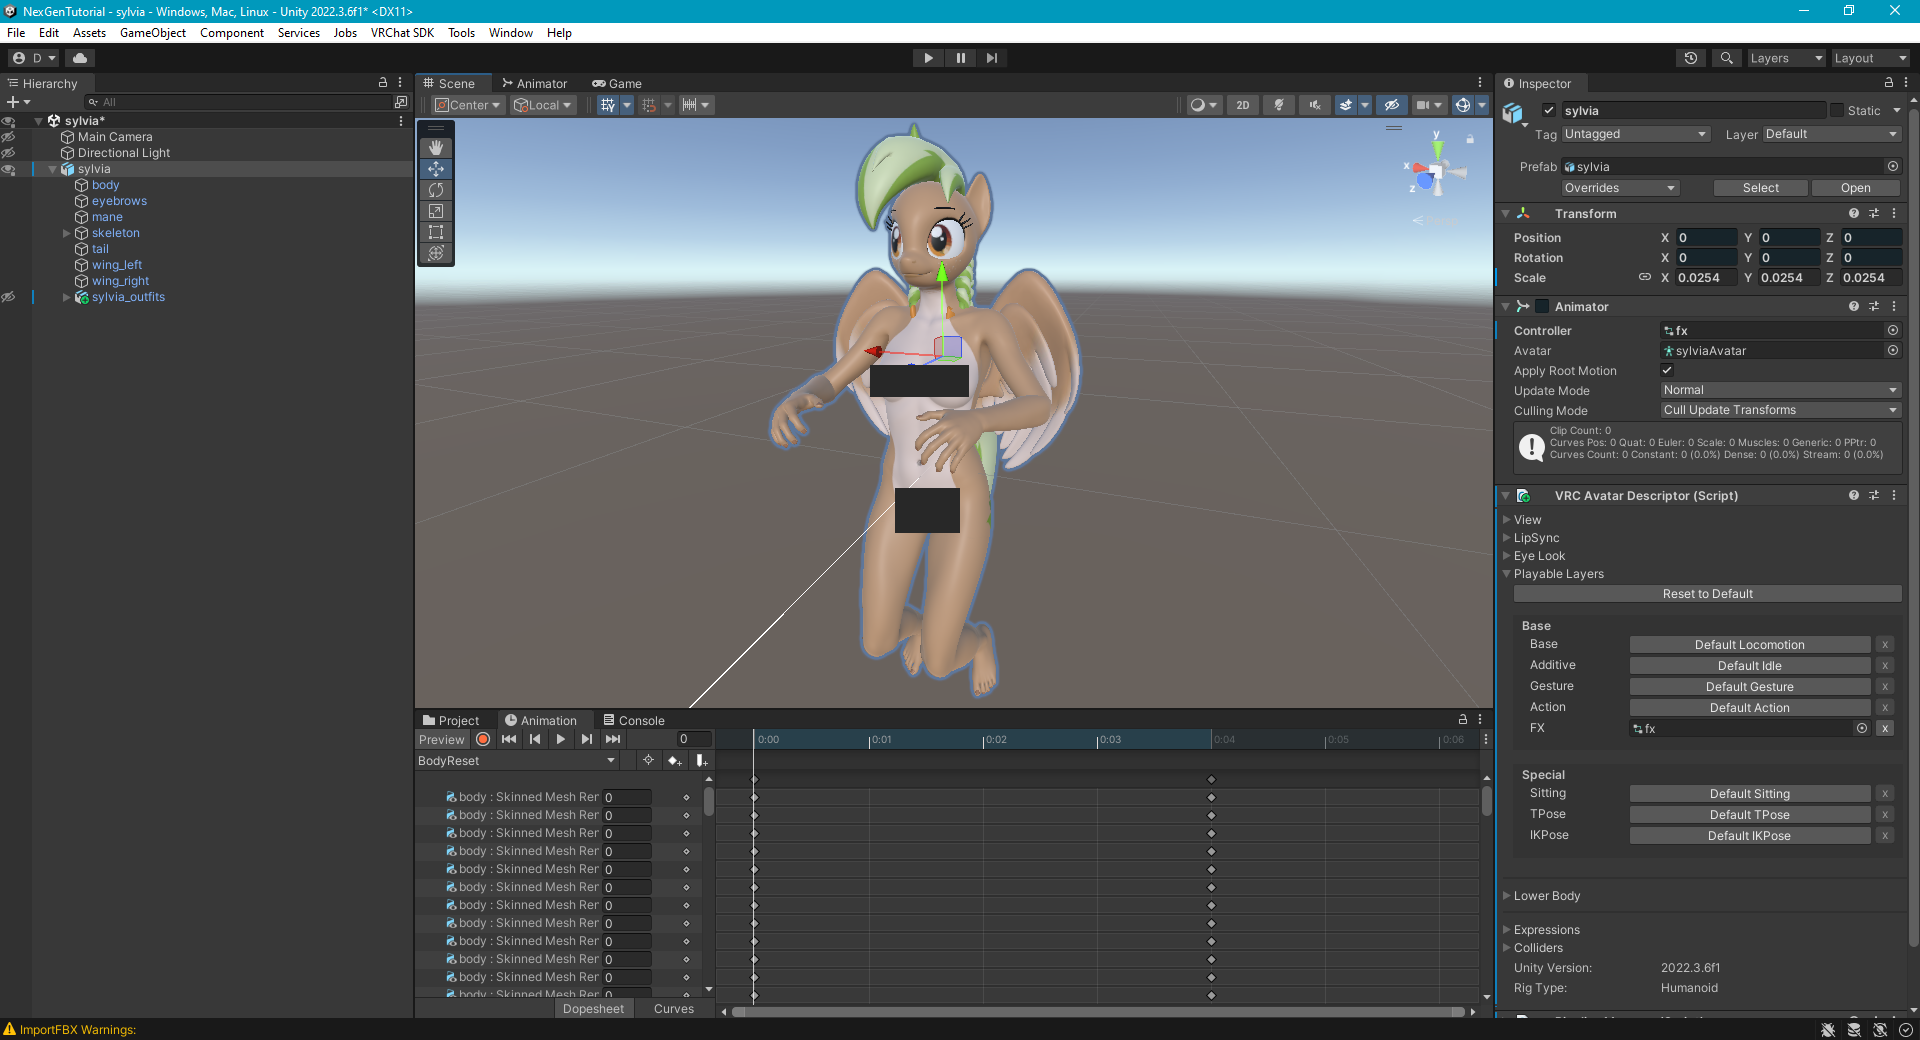 NexGenTutorial - sylvia - Windows, Mac, Linux - Unity 2022.3.6f1* <DX11>
File Edit Assets GameObject Component Services Jobs VRChat SDK Tools Window Help
D
Layers
Layout
Hierarchy
All
sylvia*
Main Camera
Directional Light
sylvia
body
eyebrows
mane
skeleton
tail
wing_left
wing_right
sylvia_outfits
Scene
Animator
Game
Center
Local
2D
y
x
z
Project
Animation
Console
Preview
0
0:00
0:01
0:02
0:03
0:04
0:05
0:06
BodyReset
body : Skinned Mesh Rer 0
body : Skinned Mesh Rer 0
body : Skinned Mesh Rer 0
body : Skinned Mesh Rer 0
body : Skinned Mesh Rer 0
body : Skinned Mesh Rer 0
body : Skinned Mesh Rer 0
body : Skinned Mesh Rer 0
body : Skinned Mesh Rer 0
body : Skinned Mesh Rer 0
body : Skinned Mesh Rer 0
body : Skinned Mesh Rer 0
Dopesheet
Curves
Inspector
sylvia
Static
Tag Untagged
Layer Default
Prefab sylvia
Overrides
Select
Open
Transform
Position X 0 Y 0 Z 0
Rotation X 0 Y 0 Z 0
Scale X 0.0254 Y 0.0254 Z 0.0254
Animator
Controller fx
Avatar sylviaAvatar
Apply Root Motion
Update Mode Normal
Culling Mode Cull Update Transforms
Clip Count: 0
Curves Pos: 0 Quat: 0 Euler: 0 Scale: 0 Muscles: 0 Generic: 0 PPtr: 0
Curves Count: 0 Constant: 0 (0.0%) Dense: 0 (0.0%) Stream: 0 (0.0%)
VRC Avatar Descriptor (Script)
View
LipSync
Eye Look
Playable Layers
Reset to Default
Base
Base Default Locomotion x
Additive Default Idle x
Gesture Default Gesture x
Action Default Action x
FX fx x
Special
Sitting Default Sitting x
TPose Default TPose x
IKPose Default IKPose x
Lower Body
Expressions
Colliders
Unity Version: 2022.3.6f1
Rig Type: Humanoid
ImportFBX Warnings: